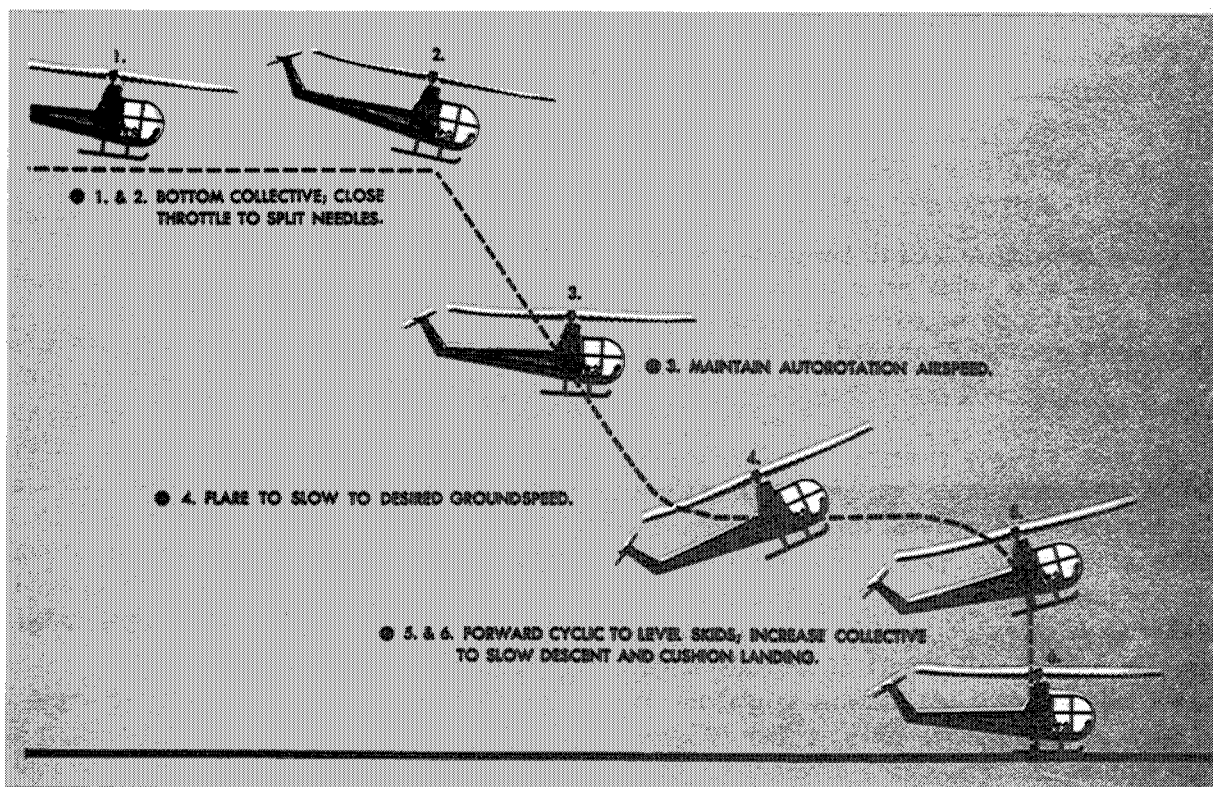 1.
2.
● 1. & 2. BOTTOM COLLECTIVE; CLOSE
THROTTLE TO SPLIT NEEDLES.
3.
● 3. MAINTAIN AUTOROTATION AIRSPEED.
4.
● 4. FLARE TO SLOW TO DESIRED GROUNDSPEED.
● 5. & 6. FORWARD CYCLIC TO LEVEL SKIDS; INCREASE COLLECTIVE
TO SLOW DESCENT AND CUSHION LANDING.
6.